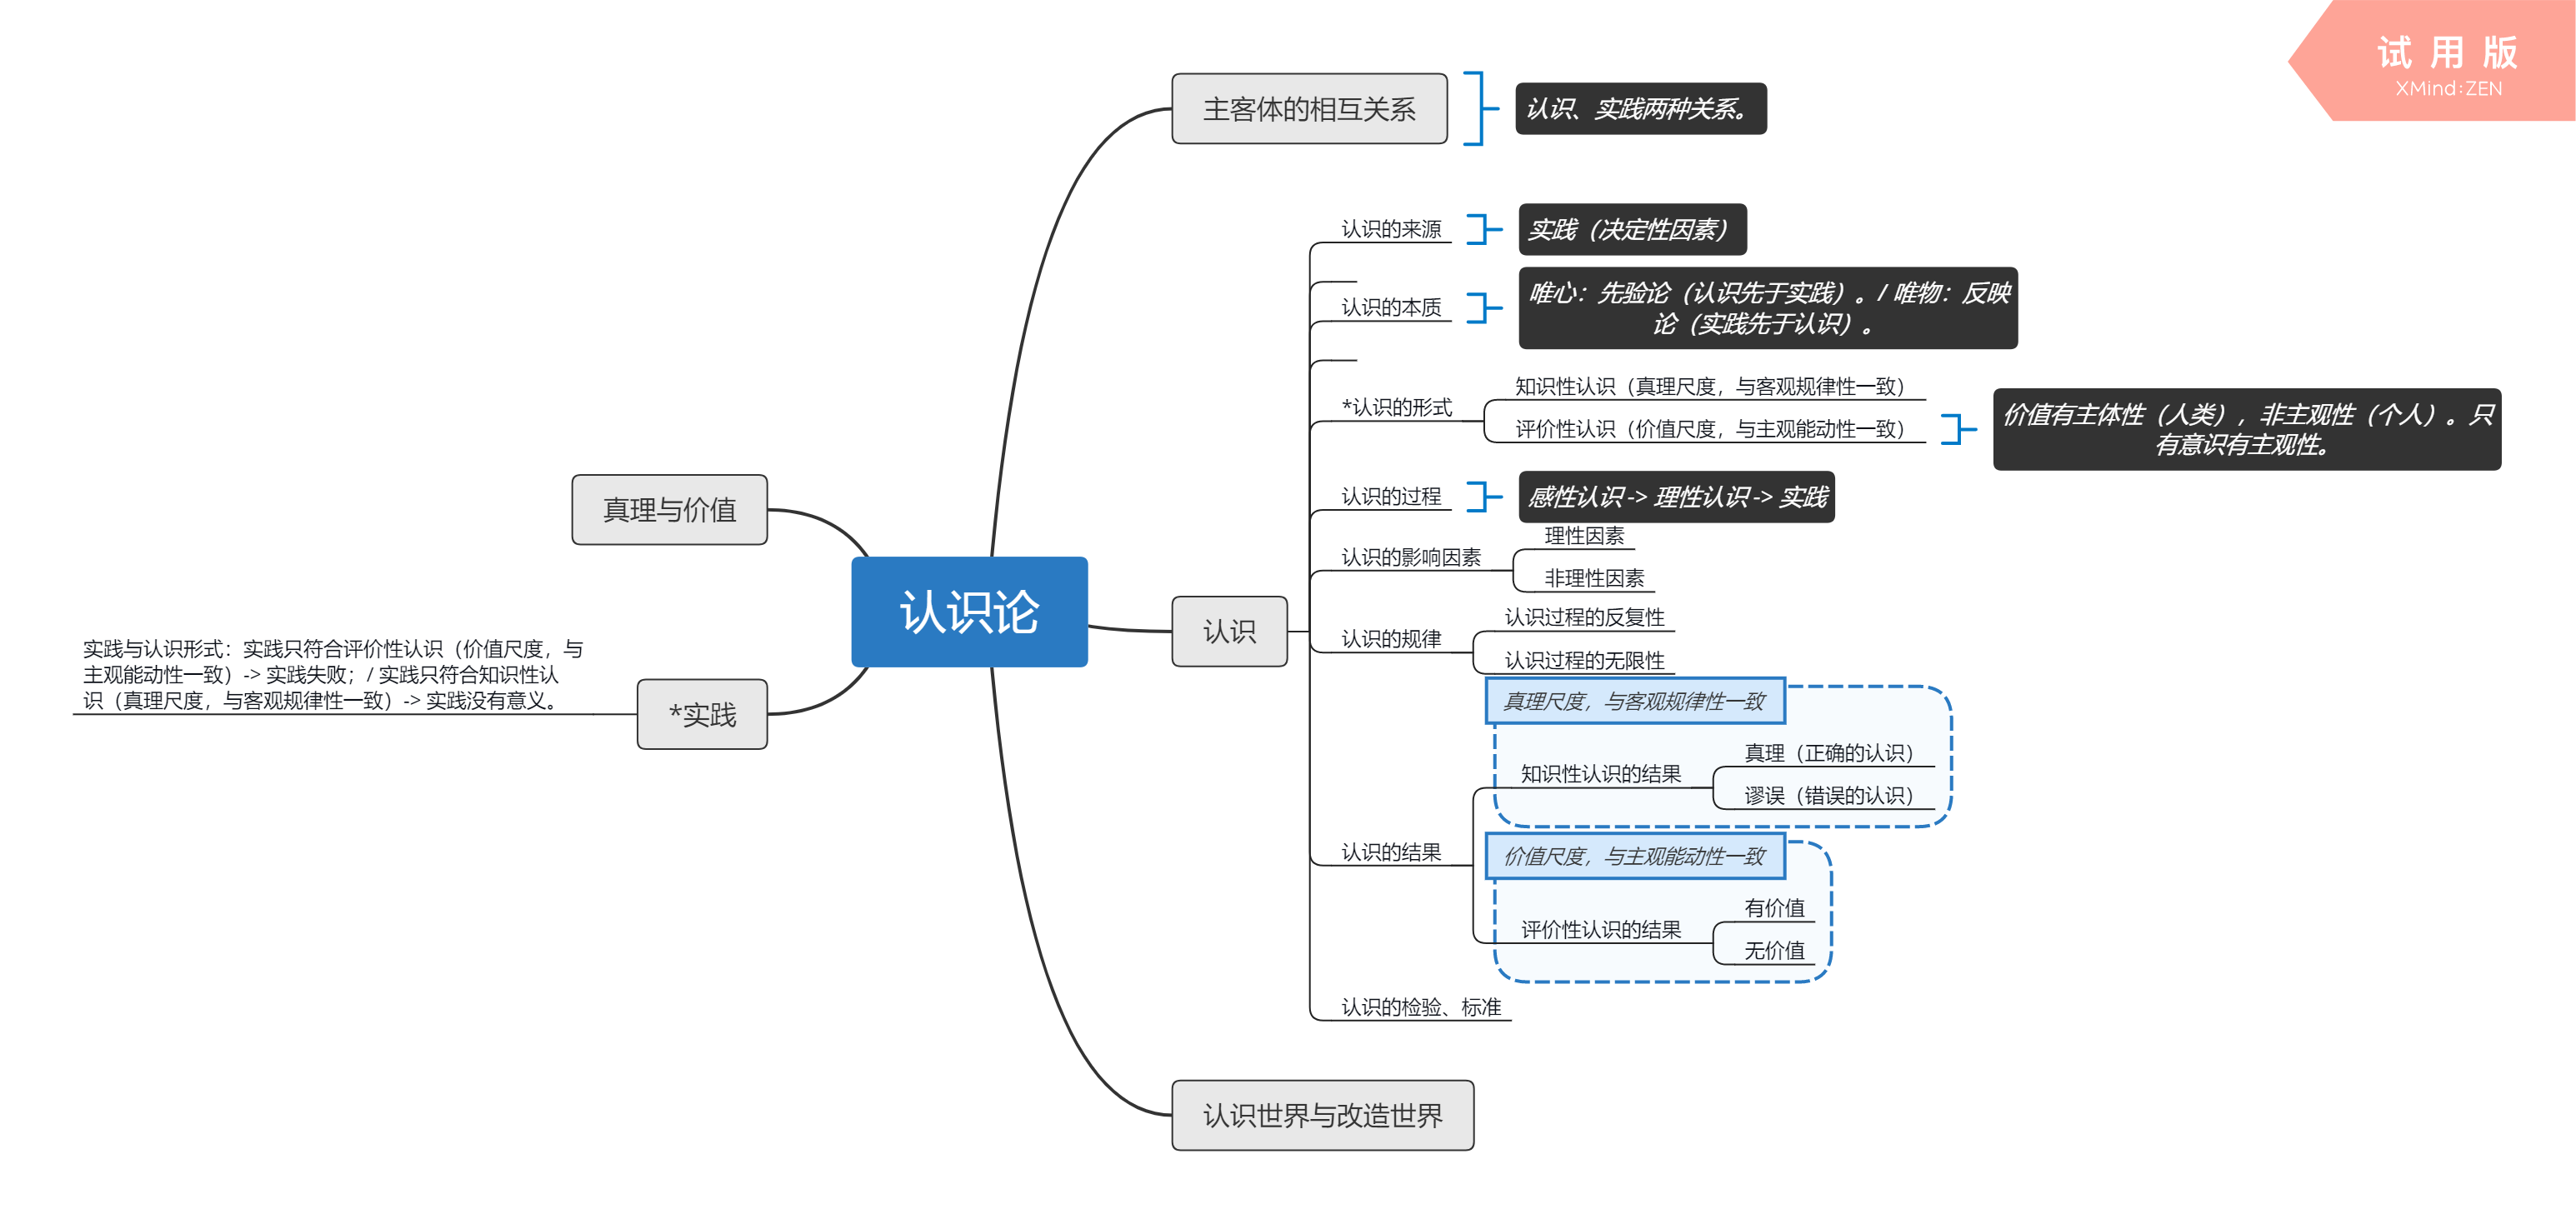 试用版
XMind:ZEN
认识论
主客体的相互关系
认识、实践两种关系。
认识
认识的来源
实践（决定性因素）
认识的本质
唯心：先验论（认识先于实践）。/ 唯物：反映
论（实践先于认识）。
*认识的形式
知识性认识（真理尺度，与客观规律性一致）
评价性认识（价值尺度，与主观能动性一致）
价值有主体性（人类），非主观性（个人）。只
有意识有主观性。
认识的过程
感性认识 -> 理性认识 -> 实践
认识的影响因素
理性因素
非理性因素
认识的规律
认识过程的反复性
认识过程的无限性
认识的结果
真理尺度，与客观规律性一致
知识性认识的结果
真理（正确的认识）
谬误（错误的认识）
价值尺度，与主观能动性一致
评价性认识的结果
有价值
无价值
认识的检验、标准
认识世界与改造世界
真理与价值
*实践
实践与认识形式：实践只符合评价性认识（价值尺度，与
主观能动性一致）-> 实践失败；/ 实践只符合知识性认
识（真理尺度，与客观规律性一致）-> 实践没有意义。